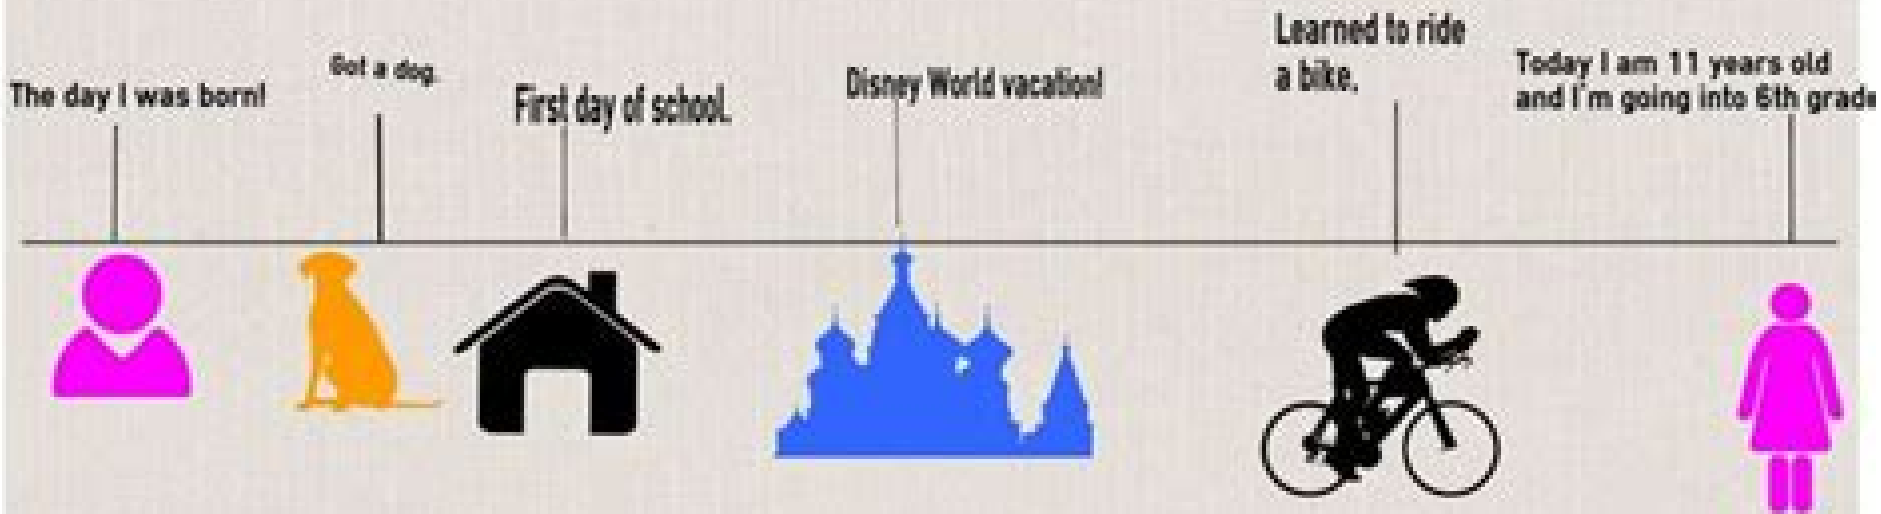 The day I was born!
Got a dog.
First day of school.
Disney World vacation!
Learned to ride
a bike.
Today I am 11 years old
and I'm going into 6th grade